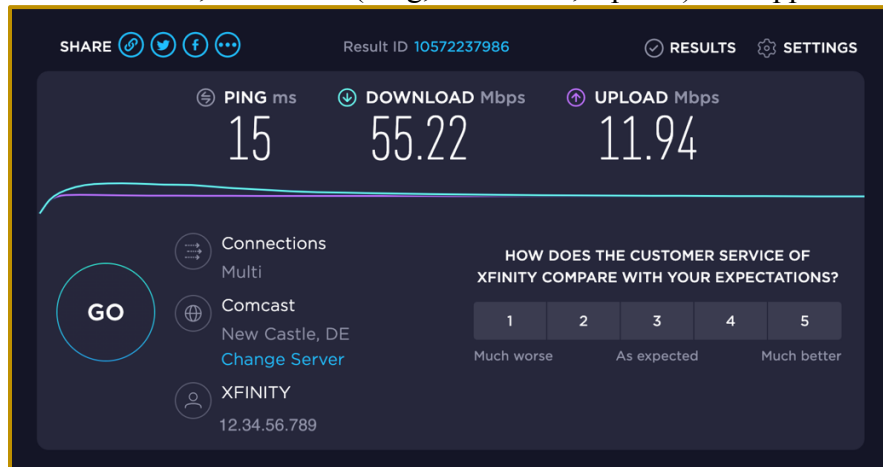 SHARE Result ID 10572237986 RESULTS SETTINGS
PING ms DOWNLOAD Mbps UPLOAD Mbps
15 55.22 11.94
Connections
Multi
Comcast
New Castle, DE
Change Server
XFINITY
12.34.56.789
GO
HOW DOES THE CUSTOMER SERVICE OF
XFINITY COMPARE WITH YOUR EXPECTATIONS?
1 2 3 4 5
Much worse As expected Much better